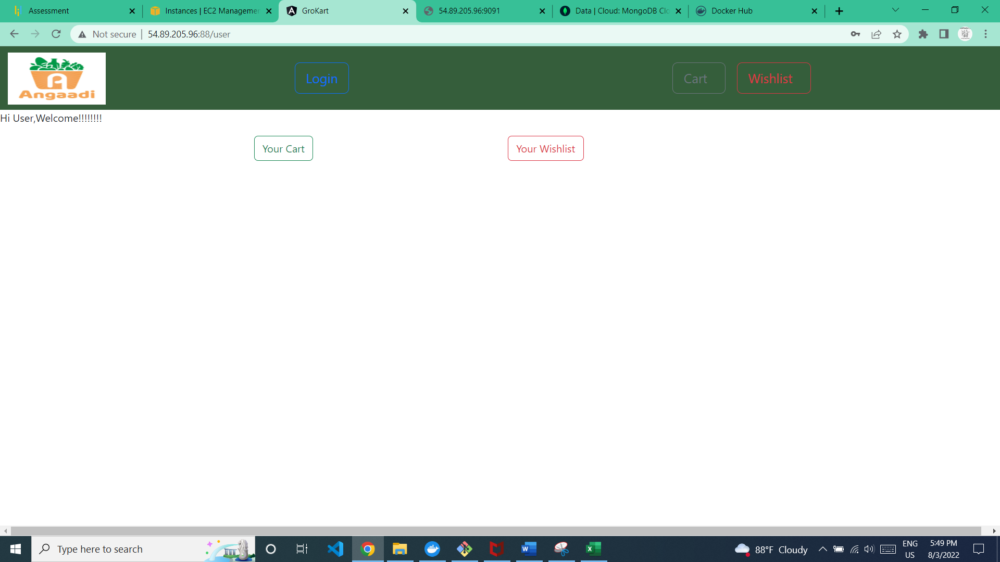 Assessment
Instances | EC2 Managemen
GroKart
54.89.205.96:9091
Data | Cloud: MongoDB Clo
Docker Hub
Not secure | 54.89.205.96:88/user
Angaadi
Login
Cart
Wishlist
Hi User,Welcome!!!!!!!!
Your Cart
Your Wishlist
Type here to search
88°F Cloudy
ENG
US
5:49 PM
8/3/2022